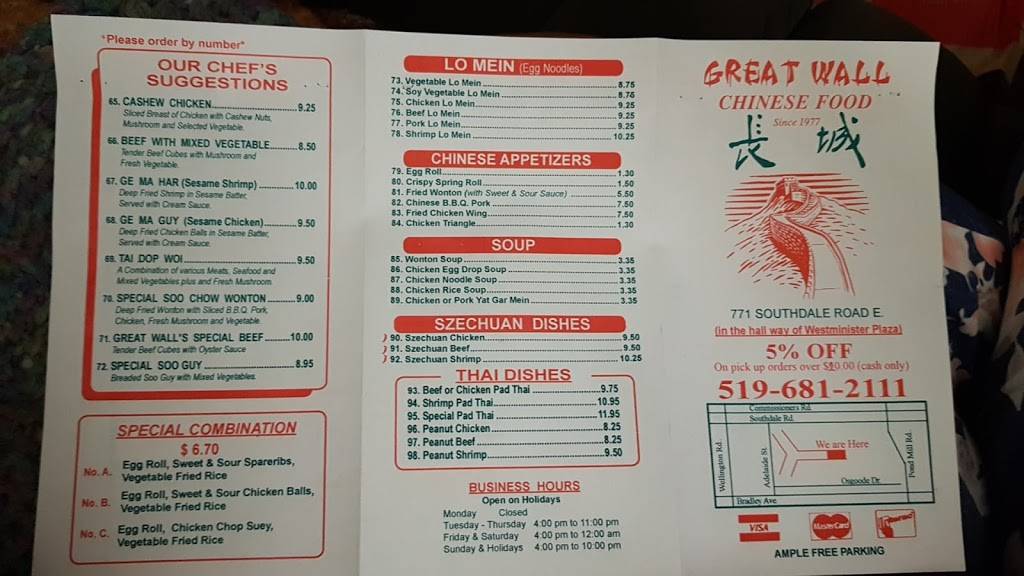 *Please order by number*
OUR CHEF'S
SUGGESTIONS
65. CASHEW CHICKEN 9.25
Sliced Breast of Chicken with Cashew Nuts,
Mushroom and Selected Vegetable.
66. BEEF WITH MIXED VEGETABLE 8.50
Tender Beef Cubes with Mushroom and
Fresh Vegetable.
67. GE MA HAR (Sesame Shrimp) 10.00
Deep Fried Shrimp in Sesame Batter,
Served with Cream Sauce.
68. GE MA GUY (Sesame Chicken) 9.50
Deep Fried Chicken Balls in Sesame Batter,
Served with Cream Sauce.
69. TAI DOP WOI 9.50
A Combination of various Meats, Seafood and
Mixed Vegetables plus and Fresh Mushroom.
70. SPECIAL SOO CHOW WONTON 9.00
Deep Fried Wonton with Sliced B.B.Q. Pork,
Chicken, Fresh Mushroom and Vegetable.
71. GREAT WALL'S SPECIAL BEEF 10.00
Tender Beef Cubes with Oyster Sauce
72. SPECIAL SOO GUY 8.95
Breaded Soo Guy with Mixed Vegetables.
SPECIAL COMBINATION
$ 6.70
No. A. Egg Roll, Sweet & Sour Spareribs,
Vegetable Fried Rice
No. B. Egg Roll, Sweet & Sour Chicken Balls,
Vegetable Fried Rice
No. C. Egg Roll, Chicken Chop Suey,
Vegetable Fried Rice
LO MEIN (Egg Noodles)
73. Vegetable Lo Mein 8.75
74. Soy Vegetable Lo Mein 8.75
75. Chicken Lo Mein 9.25
76. Beef Lo Mein 9.25
77. Pork Lo Mein 9.25
78. Shrimp Lo Mein 10.25
CHINESE APPETIZERS
79. Egg Roll 1.30
80. Crispy Spring Roll 1.50
81. Fried Wonton (with Sweet & Sour Sauce) 5.50
82. Chinese B.B.Q. Pork 7.50
83. Fried Chicken Wing 7.50
84. Chicken Triangle 1.30
SOUP
85. Wonton Soup 3.35
86. Chicken Egg Drop Soup 3.35
87. Chicken Noodle Soup 3.35
88. Chicken Rice Soup 3.35
89. Chicken or Pork Yat Gar Mein 3.35
SZECHUAN DISHES
90. Szechuan Chicken 9.50
91. Szechuan Beef 9.50
92. Szechuan Shrimp 10.25
THAI DISHES
93. Beef or Chicken Pad Thai 9.75
94. Shrimp Pad Thai 10.95
95. Special Pad Thai 11.95
96. Peanut Chicken 8.25
97. Peanut Beef 8.25
98. Peanut Shrimp 9.50
BUSINESS HOURS
Open on Holidays
Monday Closed
Tuesday - Thursday 4:00 pm to 11:00 pm
Friday & Saturday 4:00 pm to 12:00 am
Sunday & Holidays 4:00 pm to 10:00 pm
GREAT WALL
CHINESE FOOD
Since 1977
長城
771 SOUTHDALE ROAD E.
(in the hall way of Westminister Plaza)
5% OFF
On pick up orders over (cash only)
519-681-2111
Commissioners Rd.
Southdale Rd.
Wellington Rd.
Adelaide St.
We are Here
Pond Mill Rd.
Osgoode Dr.
Bradley Ave.
VISA
MasterCard
AMPLE FREE PARKING